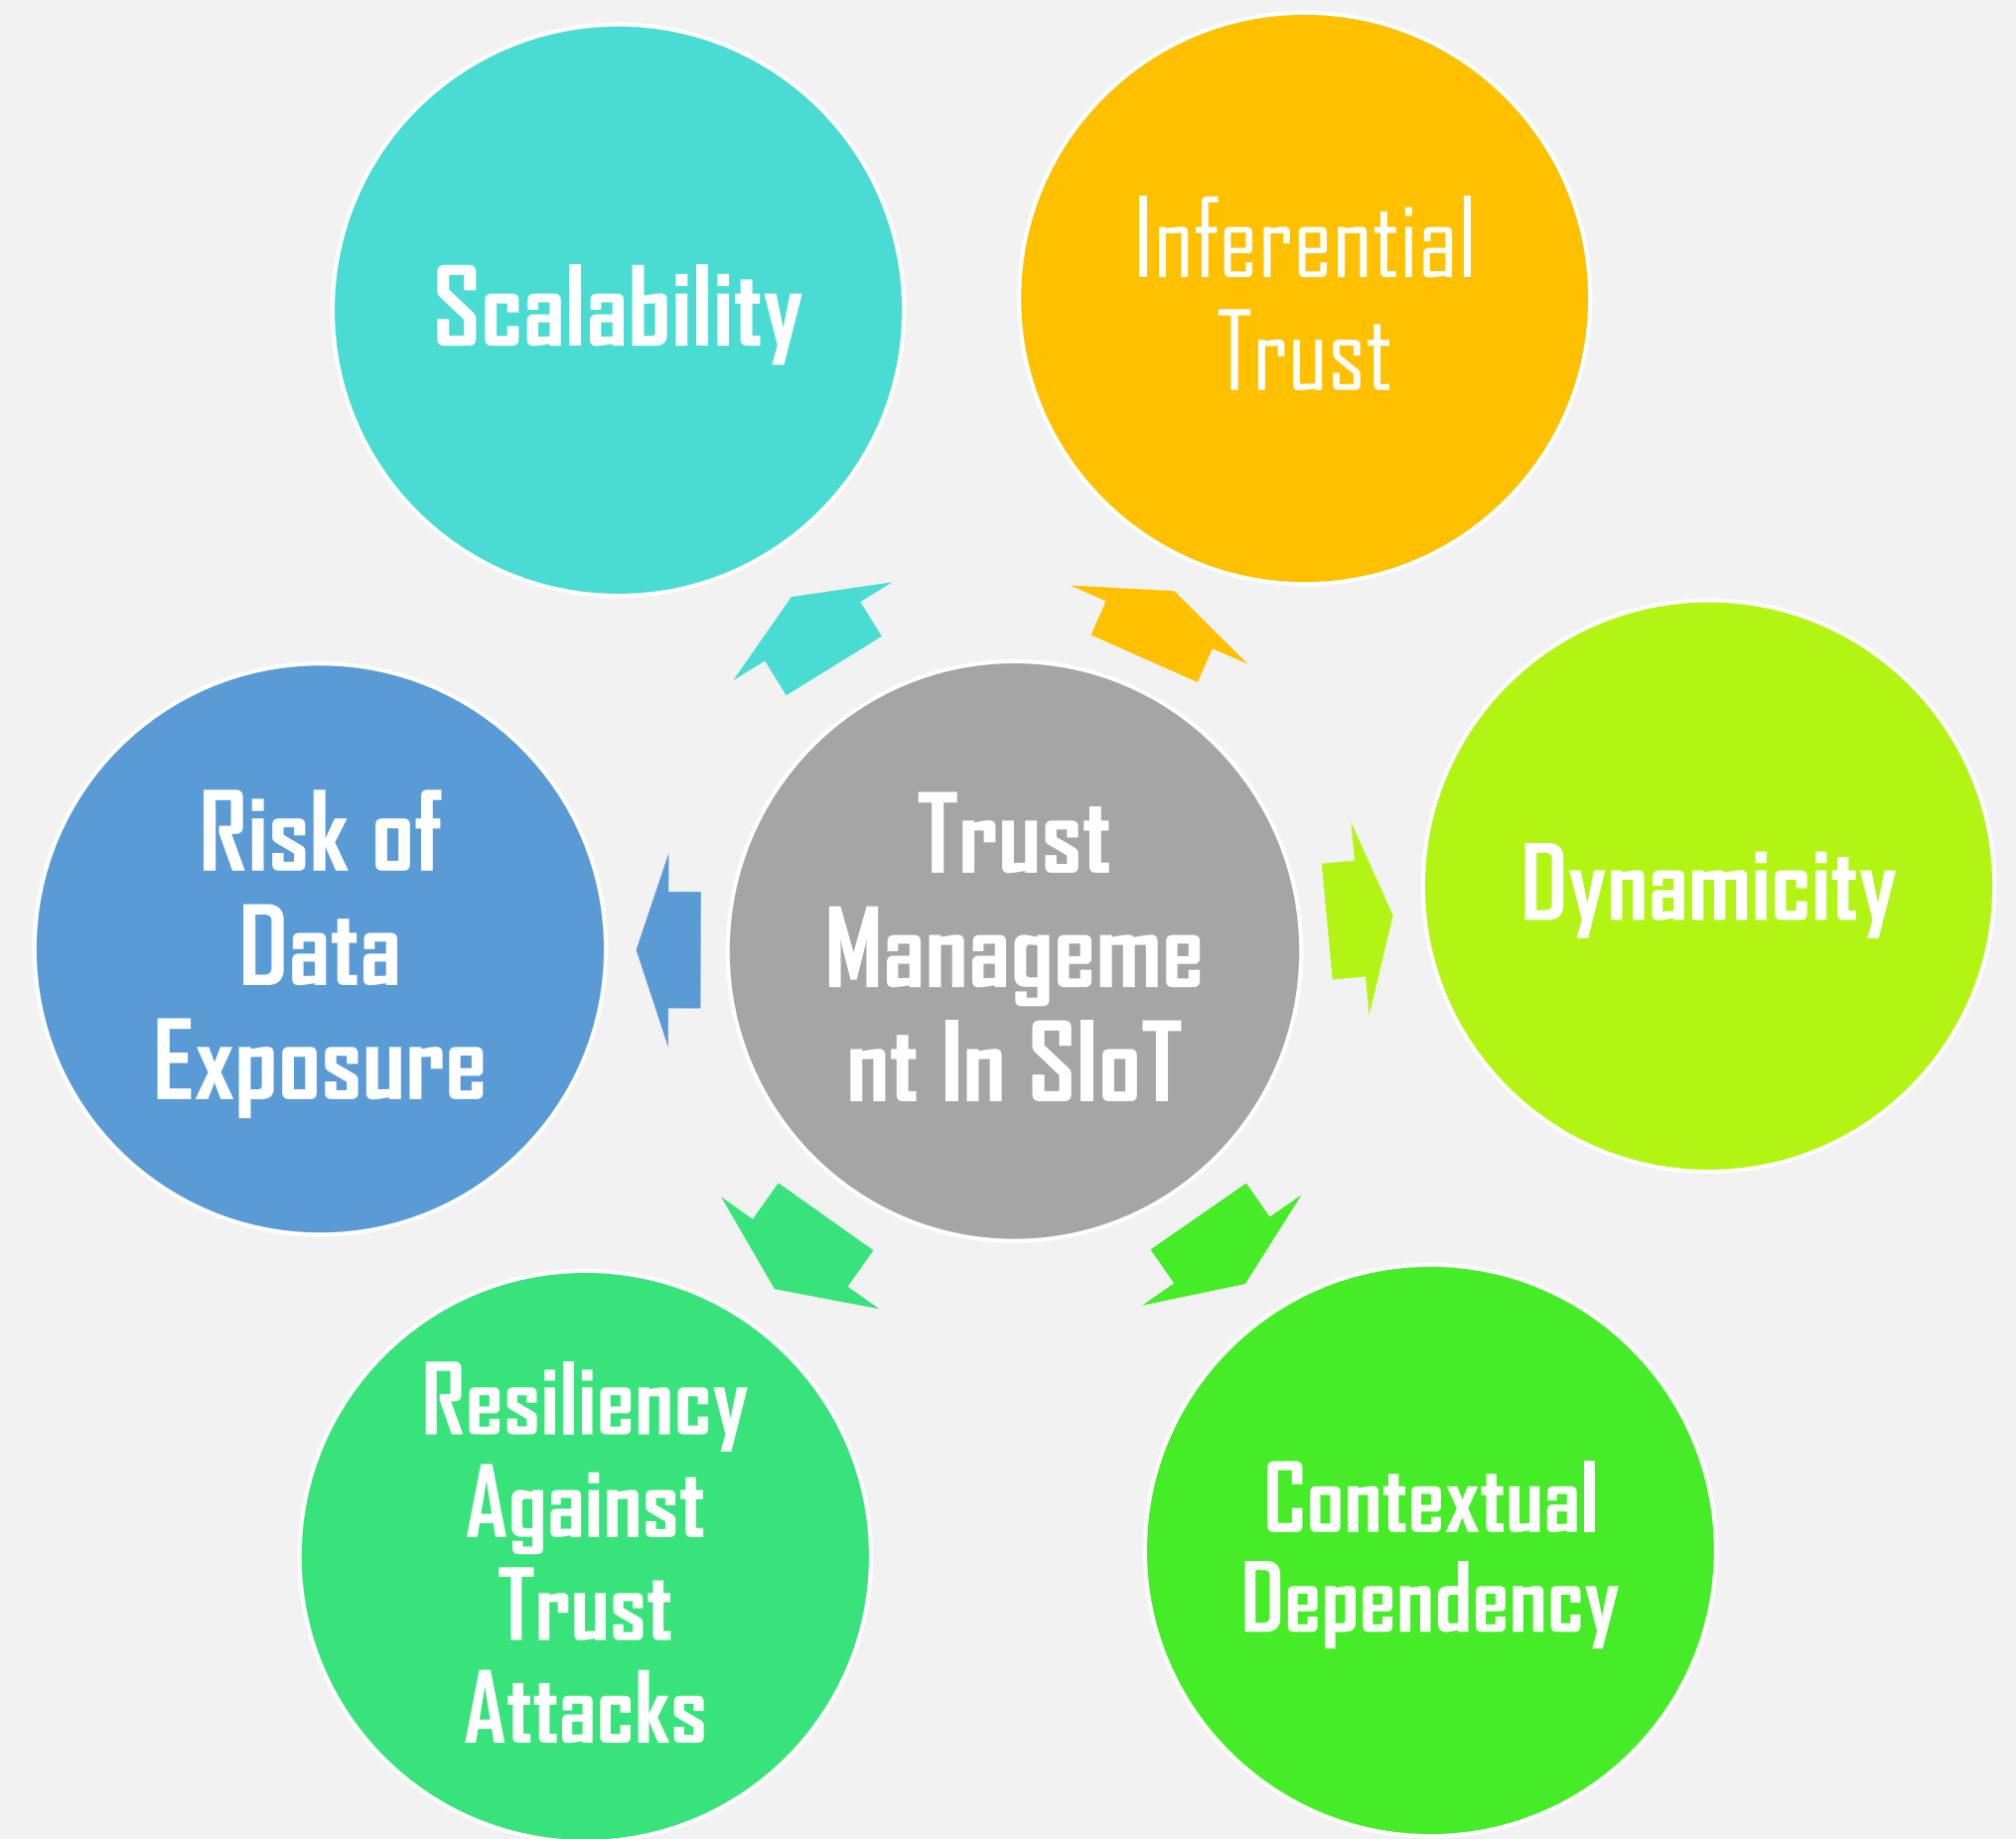 Scalability
Inferential
Trust
Dynamicity
Risk of
Data
Exposure
Trust
Manageme
nt In SIoT
Resiliency
Against
Trust
Attacks
Contextual
Dependency